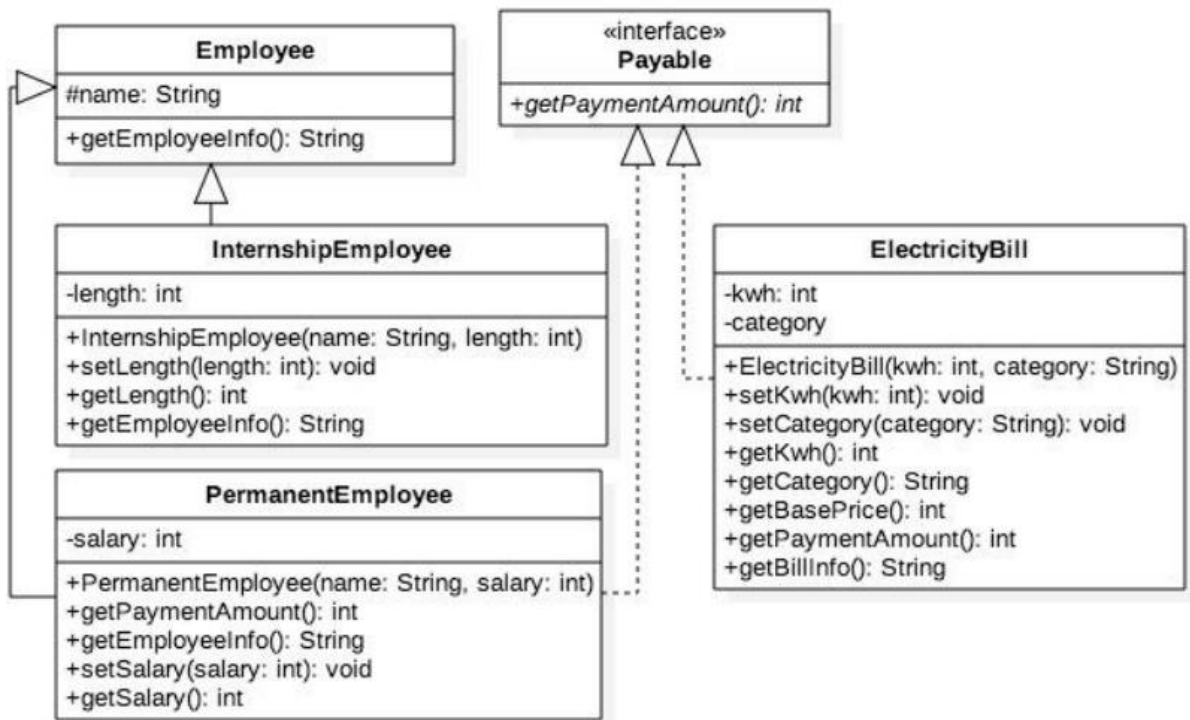 Employee
#name: String
+getEmployeeInfo(): String
«interface»
Payable
+getPaymentAmount(): int
InternshipEmployee
-length: int
+InternshipEmployee(name: String, length: int)
+setLength(length: int): void
+getLength(): int
+getEmployeeInfo(): String
ElectricityBill
-kwh: int
-category
+ElectricityBill(kwh: int, category: String)
+setKwh(kwh: int): void
+setCategory(category: String): void
+getKwh(): int
+getCategory(): String
+getBasePrice(): int
+getPaymentAmount(): int
+getBillInfo(): String
PermanentEmployee
-salary: int
+PermanentEmployee(name: String, salary: int)
+getPaymentAmount(): int
+getEmployeeInfo(): String
+setSalary(salary: int): void
+getSalary(): int